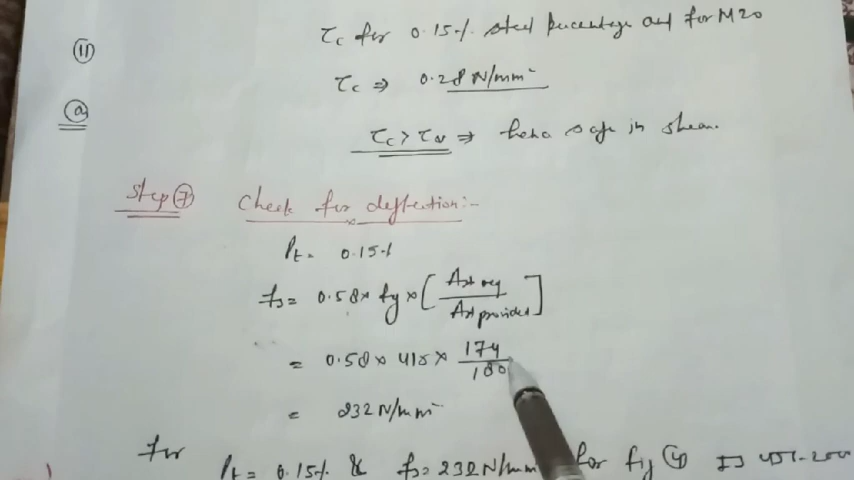 τc for 0.15% steel percentage and for M20
⑪
τc ⇒ 0.28 N/mm²
ⓐ
τc > τv ⇒ hence safe in shear.
Step ⑦ Check for deflection:-
Pt = 0.15%
fs = 0.58 × fy × [Ast req / Ast provided]
= 0.58 × 415 × 174/180
= 232 N/mm²
For Pt = 0.15% & fs = 232 N/mm² for fig ④ IS 456-2000